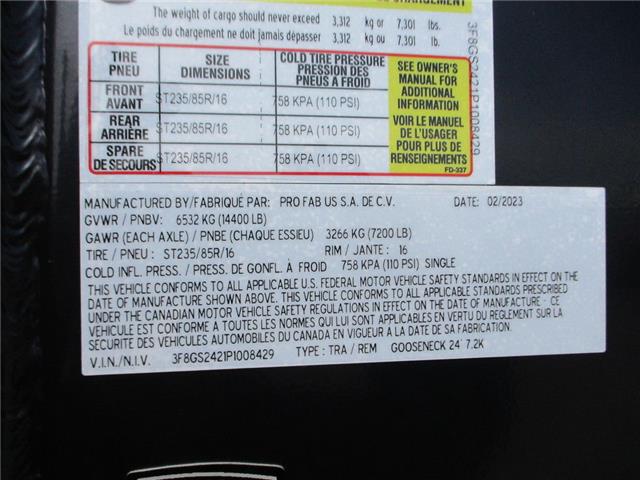 CHARGEMENT
The weight of cargo should never exceed 3,312 kg or 7,301 lbs.
Le poids du chargement ne doit jamais dépasser 3,312 kg ou 7,301 lb.
TIRE
PNEU
SIZE
DIMENSIONS
COLD TIRE PRESSURE
PRESSION DES
PNEUS A FROID
FRONT
AVANT
ST235/85R/16
758 KPA (110 PSI)
REAR
ARRIÈRE
ST235/85R/16
758 KPA (110 PSI)
SPARE
DE SECOURS
ST235/85R/16
758 KPA (110 PSI)
SEE OWNER'S
MANUAL FOR
ADDITIONAL
INFORMATION
VOIR LE MANUEL
DE L'USAGER
POUR PLUS DE
RENSEIGNEMENTS
FD-337
3F8GS2421P1008429
MANUFACTURED BY/FABRIQUÉ PAR: PRO FAB US S.A. DE C.V. DATE: 02/2023
GVWR / PNBV: 6532 KG (14400 LB)
GAWR (EACH AXLE) / PNBE (CHAQUE ESSIEU) 3266 KG (7200 LB)
TIRE / PNEU : ST235/85R/16 RIM / JANTE : 16
COLD INFL. PRESS. / PRESS. DE GONFL. À FROID 758 KPA (110 PSI) SINGLE
THIS VEHICLE CONFORMS TO ALL APPLICABLE U.S. FEDERAL MOTOR VEHICLE SAFETY STANDARDS IN EFFECT ON THE
DATE OF MANUFACTURE SHOWN ABOVE. THIS VEHICLE CONFORMS TO ALL APPLICABLE STANDARDS PRESCRIBED
UNDER THE CANADIAN MOTOR VEHICLE SAFETY REGULATIONS IN EFFECT ON THE DATE OF MANUFACTURE - CE
VÉHICULE EST CONFORME A TOUTES LES NORMES QUI LUI SONT APPLICABLES EN VERTU DU RÈGLEMENT SUR LA
SÉCURITÉ DES VÉHICULES AUTOMOBILES DU CANADA EN VIGUEUR A LA DATE DE SA FABRICATION.
V.I.N./N.I.V. 3F8GS2421P1008429 TYPE : TRA / REM GOOSENECK 24' 7.2K